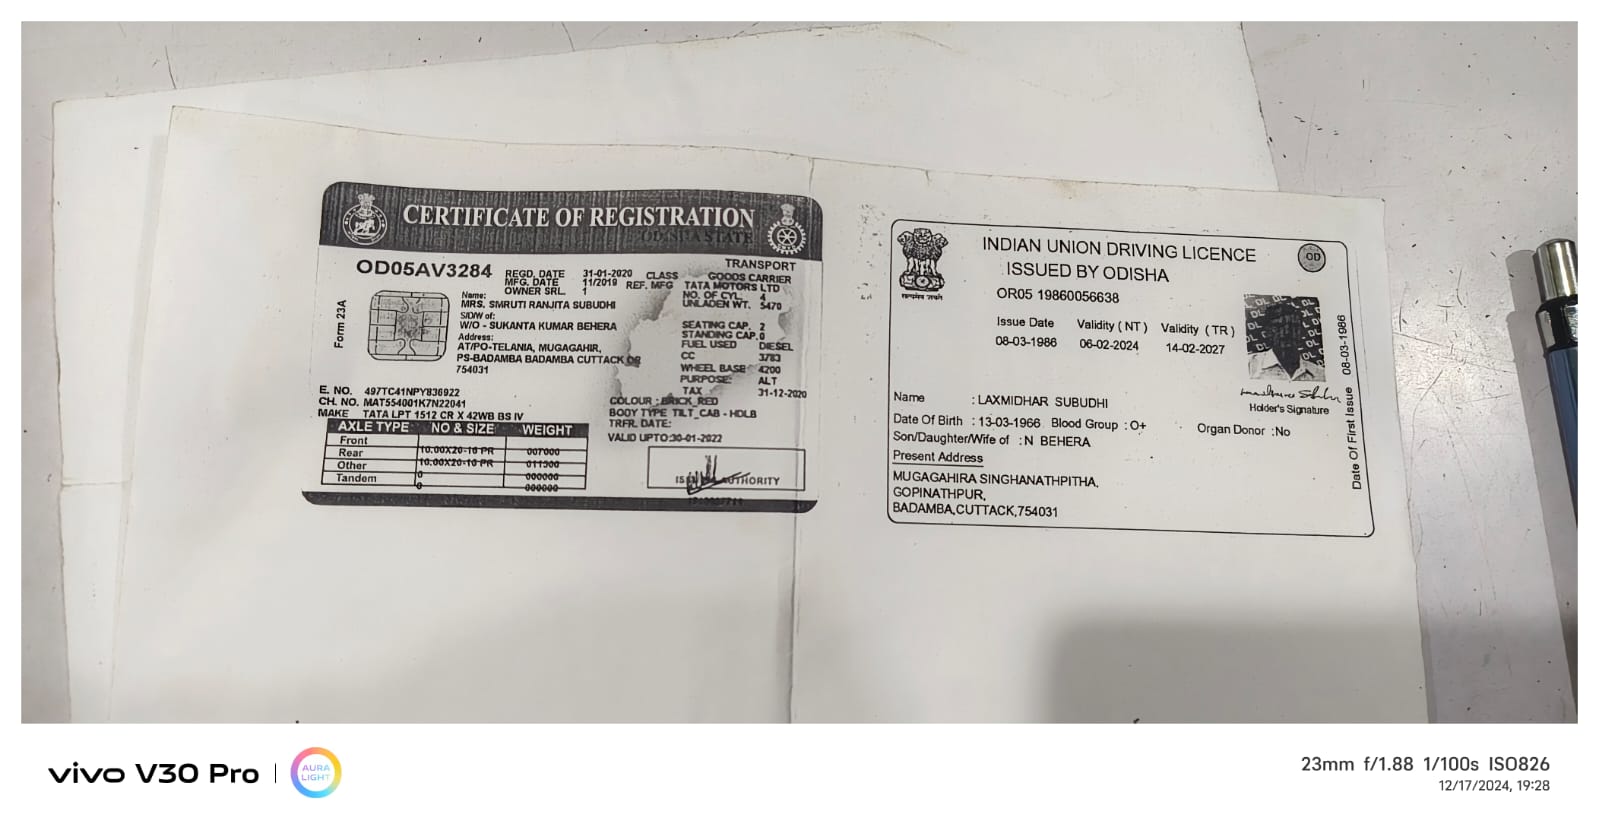 CERTIFICATE OF REGISTRATION
ODISHA STATE
TRANSPORT
OD05AV3284
REGD. DATE 31-01-2020 CLASS GOODS CARRIER
MFG. DATE 11/2019 REF. MFG TATA MOTORS LTD
OWNER SRL. 1 NO. OF CYL. 4
UNLADEN WT. 5470
Form 23A
Name:
MRS. SMRUTI RANJITA SUBUDHI
S/D/W of:
W/O - SUKANTA KUMAR BEHERA
Address:
AT/PO-TELANIA, MUGAGAHIR,
PS-BADAMBA BADAMBA CUTTACK OR
754031
SEATING CAP. 2
STANDING CAP. 0
FUEL USED DIESEL
CC 3783
WHEEL BASE 4200
PURPOSE: ALT
TAX 31-12-2020
E. NO. 497TC41NPY836922
CH. NO. MAT554001K7N22041
MAKE TATA LPT 1512 CR X 42WB BS IV
COLOUR : BRICK_RED
BODY TYPE TILT_CAB - HDLB
TRFR. DATE:
VALID UPTO:30-01-2022
AXLE TYPE NO & SIZE WEIGHT
Front 10.00X20-16 PR 007000
Rear 10.00X20-16 PR 011500
Other 0 000000
Tandem 0 000000
AUTHORITY
INDIAN UNION DRIVING LICENCE
ISSUED BY ODISHA
OD
सत्यमेव जयते
OR05 19860056638
Issue Date Validity ( NT ) Validity ( TR )
08-03-1986 06-02-2024 14-02-2027
DL DL DL
Holder's Signature
Date Of First Issue 08-03-1986
Name : LAXMIDHAR SUBUDHI
Date Of Birth : 13-03-1966 Blood Group : O+ Organ Donor :No
Son/Daughter/Wife of : N BEHERA
Present Address
MUGAGAHIRA SINGHANATHPITHA,
GOPINATHPUR,
BADAMBA,CUTTACK,754031
vivo V30 Pro | AURA LIGHT
23mm f/1.88 1/100s ISO826
12/17/2024, 19:28